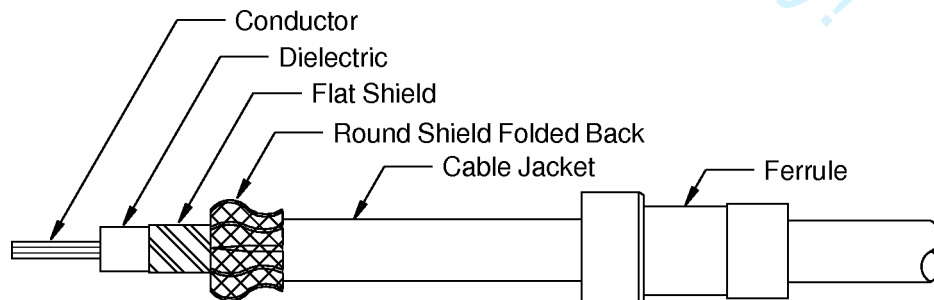 Conductor
Dielectric
Flat Shield
Round Shield Folded Back
Cable Jacket
Ferrule